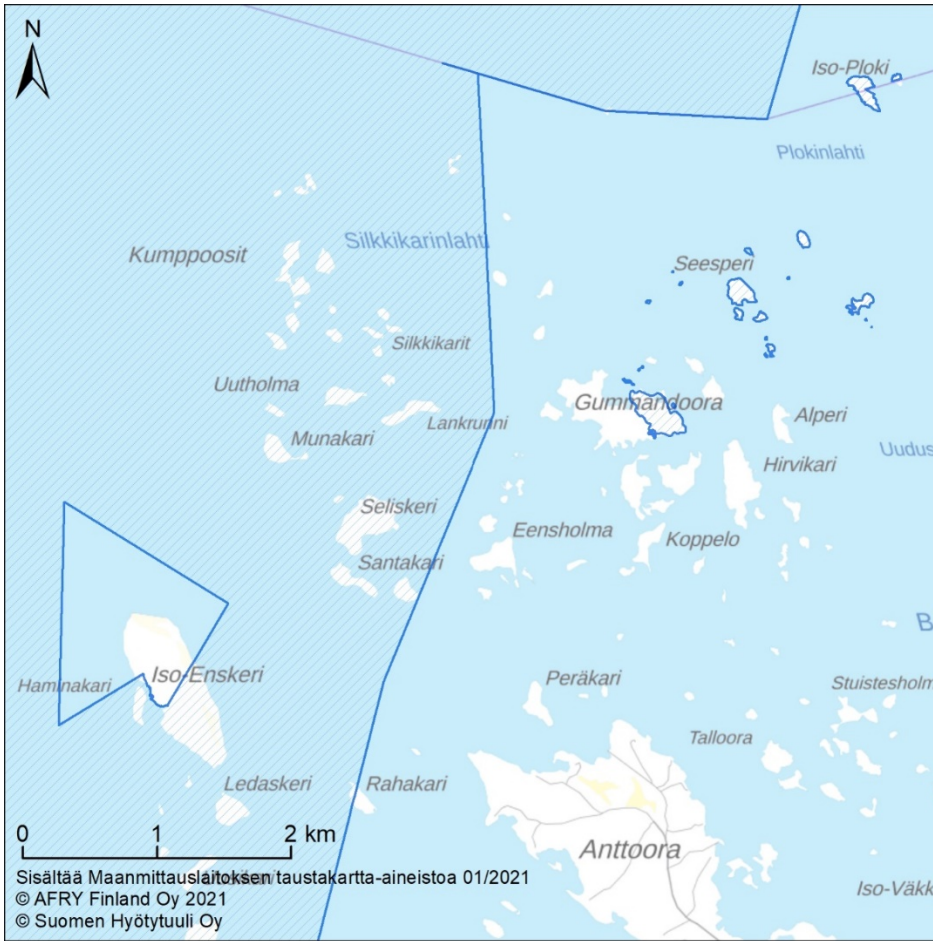 N
Iso-Ploki
Plokinlahti
Kumppoosit
Silkkikarinlahti
Seesperi
Silkkikarit
Uutholma
Lankrunni
Gummandoora
Munakari
Alperi
Hirvikari
Uudus
Seliskeri
Eensholma
Koppelo
Santakari
B
Iso-Enskeri
Haminakari
Peräkari
Stuistesholm
Talloora
Ledaskeri
Rahakari
0 1 2 km
Anttoora
Sisältää Maanmittauslaitoksen taustakartta-aineistoa 01/2021
© AFRY Finland Oy 2021
© Suomen Hyötytuuli Oy
Iso-Väkk